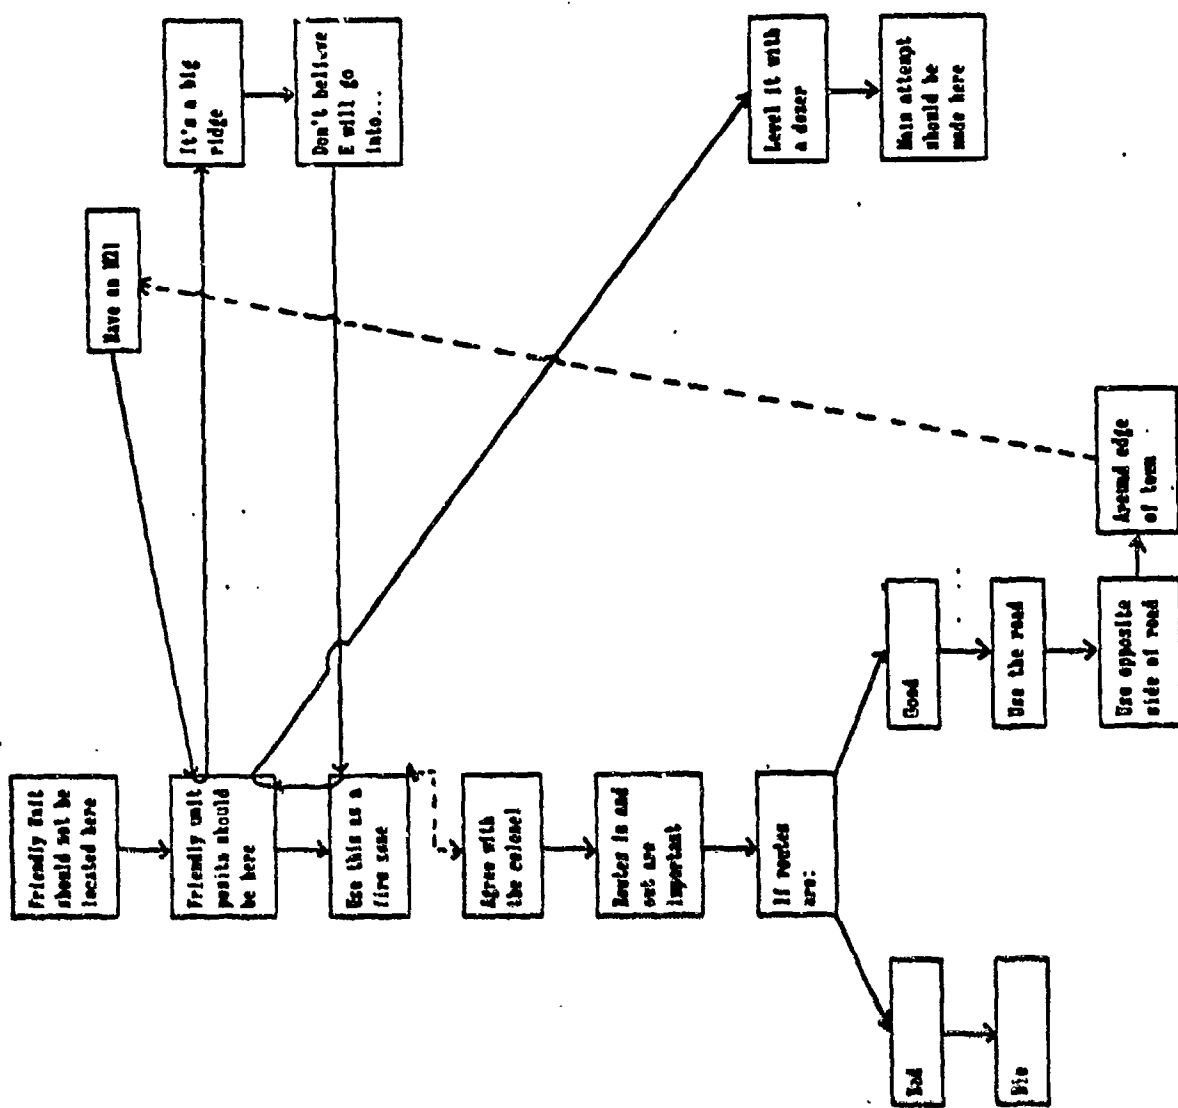 Friendly Unit
should not be
located here
Friendly unit
posits should
be here
Use this as a
fire zone
Agree with
the colonel
Routes in and
out are
important
If routes
are:
Bad
Die
Good
Use the road
Use opposite
side of road
Around edge
of town
Have an M21
It's a big
ridge
Don't believe
E will go
into...
Level it with
a dozer
Main attempt
should be
made here